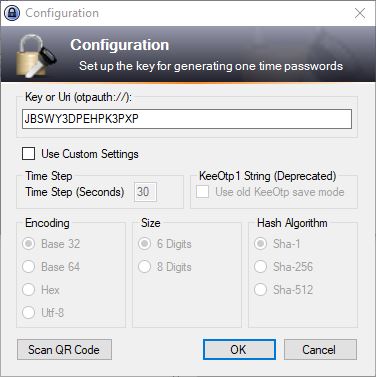 Configuration
Configuration
Set up the key for generating one time passwords
Key or Uri (otpauth://):
JBSWY3DPEHPK3PXP
Use Custom Settings
Time Step
Time Step (Seconds) 30
KeeOtp1 String (Deprecated)
Use old KeeOtp save mode
Encoding
Base 32
Base 64
Hex
Utf-8
Size
6 Digits
8 Digits
Hash Algorithm
Sha-1
Sha-256
Sha-512
Scan QR Code
OK
Cancel